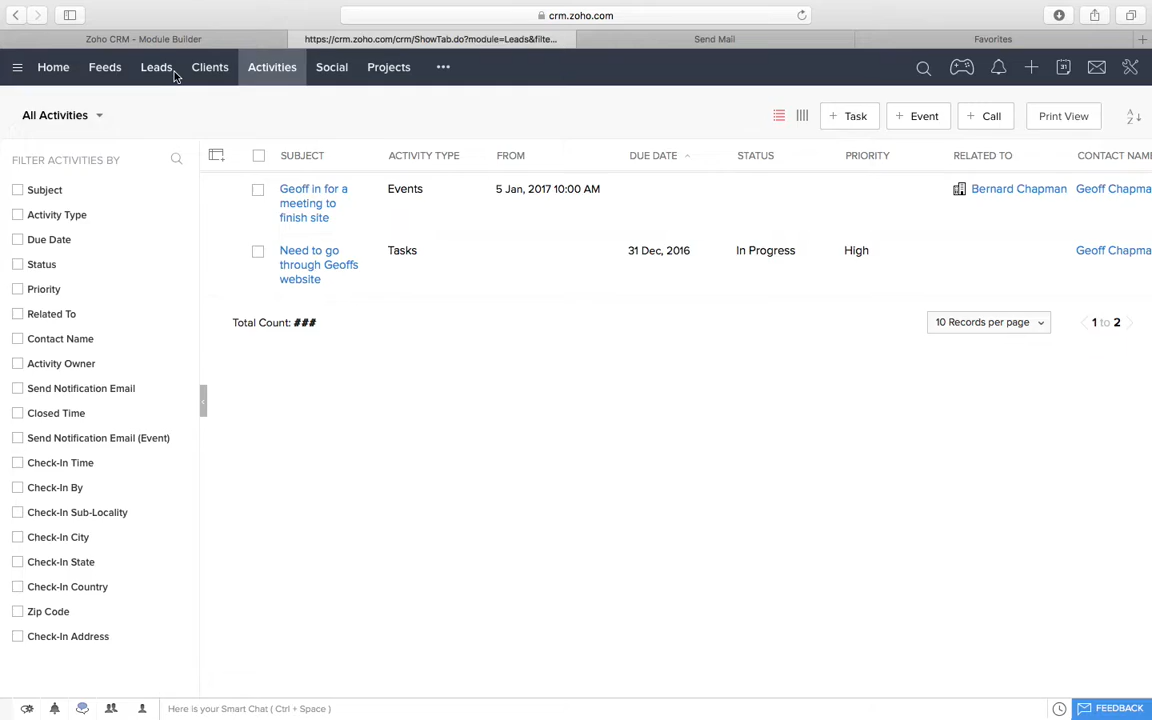 crm.zoho.com
Zoho CRM - Module Builder
https://crm.zoho.com/crm/ShowTab.do?module=Leads&filte...
Send Mail
Favorites
Home
Feeds
Leads
Clients
Activities
Social
Projects
31
All Activities
Task
Event
Call
Print View
A
Z
FILTER ACTIVITIES BY
SUBJECT
ACTIVITY TYPE
FROM
DUE DATE
STATUS
PRIORITY
RELATED TO
CONTACT NAME
Subject
Activity Type
Due Date
Status
Priority
Related To
Contact Name
Activity Owner
Send Notification Email
Closed Time
Send Notification Email (Event)
Check-In Time
Check-In By
Check-In Sub-Locality
Check-In City
Check-In State
Check-In Country
Zip Code
Check-In Address
Geoff in for a
meeting to
finish site
Events
5 Jan, 2017 10:00 AM
Bernard Chapman
Geoff Chapma
Need to go
through Geoffs
website
Tasks
31 Dec, 2016
In Progress
High
Geoff Chapma
Total Count: ###
10 Records per page
1 to 2
Here is your Smart Chat ( Ctrl + Space )
FEEDBACK